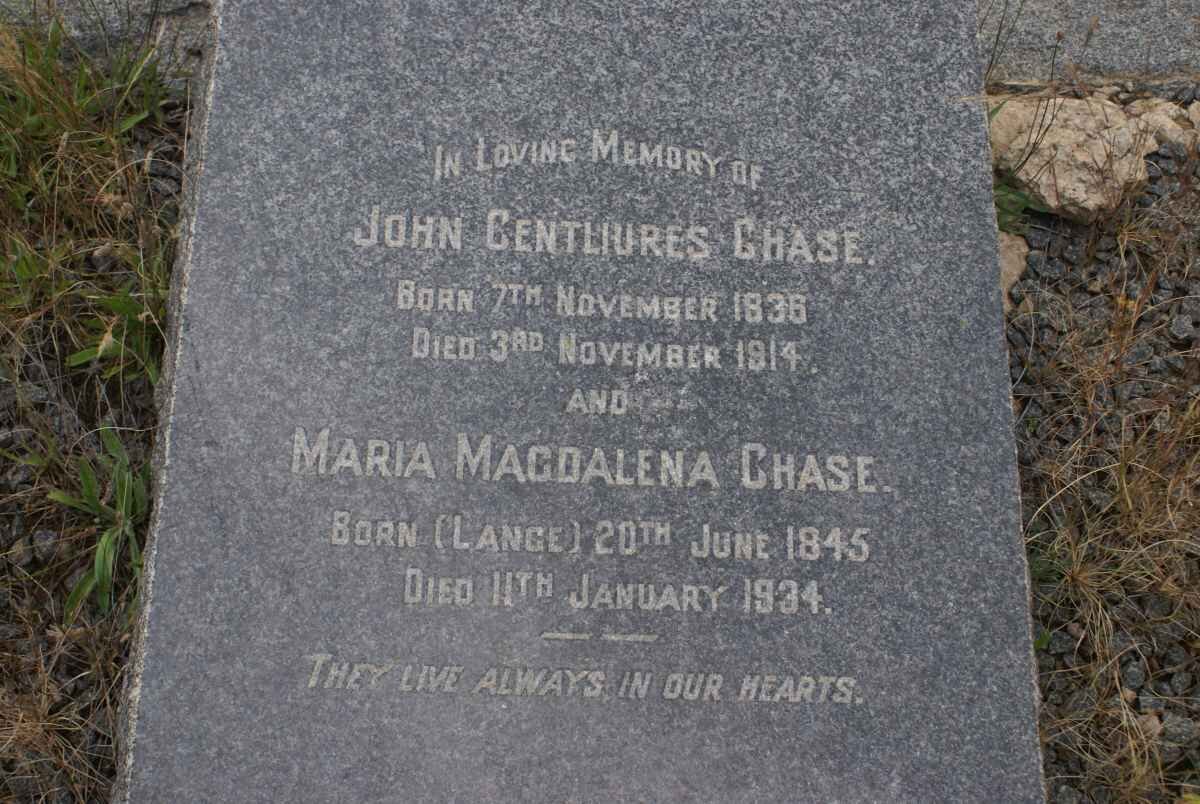 IN LOVING MEMORY OF
JOHN CENTLIURES CHASE.
BORN 7TH NOVEMBER 1836
DIED 3RD NOVEMBER 1914.
AND
MARIA MAGDALENA CHASE.
BORN (LANGE) 20TH JUNE 1845
DIED 11TH JANUARY 1934.
THEY LIVE ALWAYS IN OUR HEARTS.